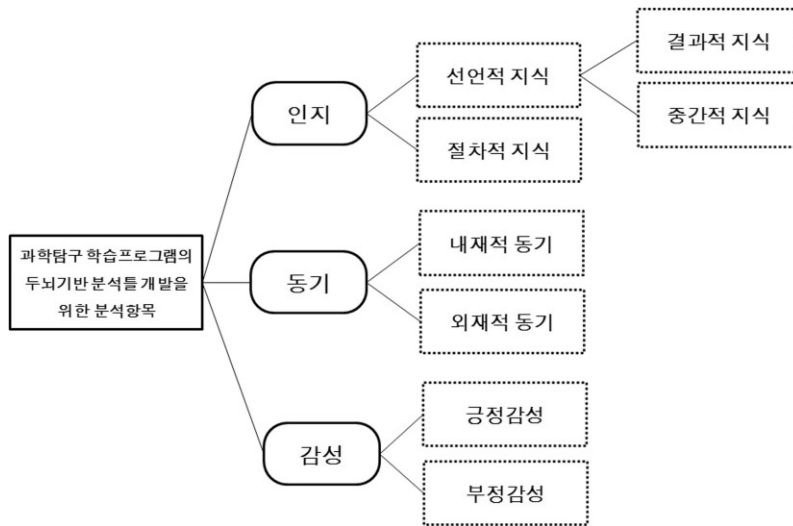 과학탐구 학습프로그램의
두뇌기반 분석틀 개발을
위한 분석항목
인지
선언적 지식
결과적 지식
중간적 지식
절차적 지식
동기
내재적 동기
외재적 동기
감성
긍정감성
부정감성